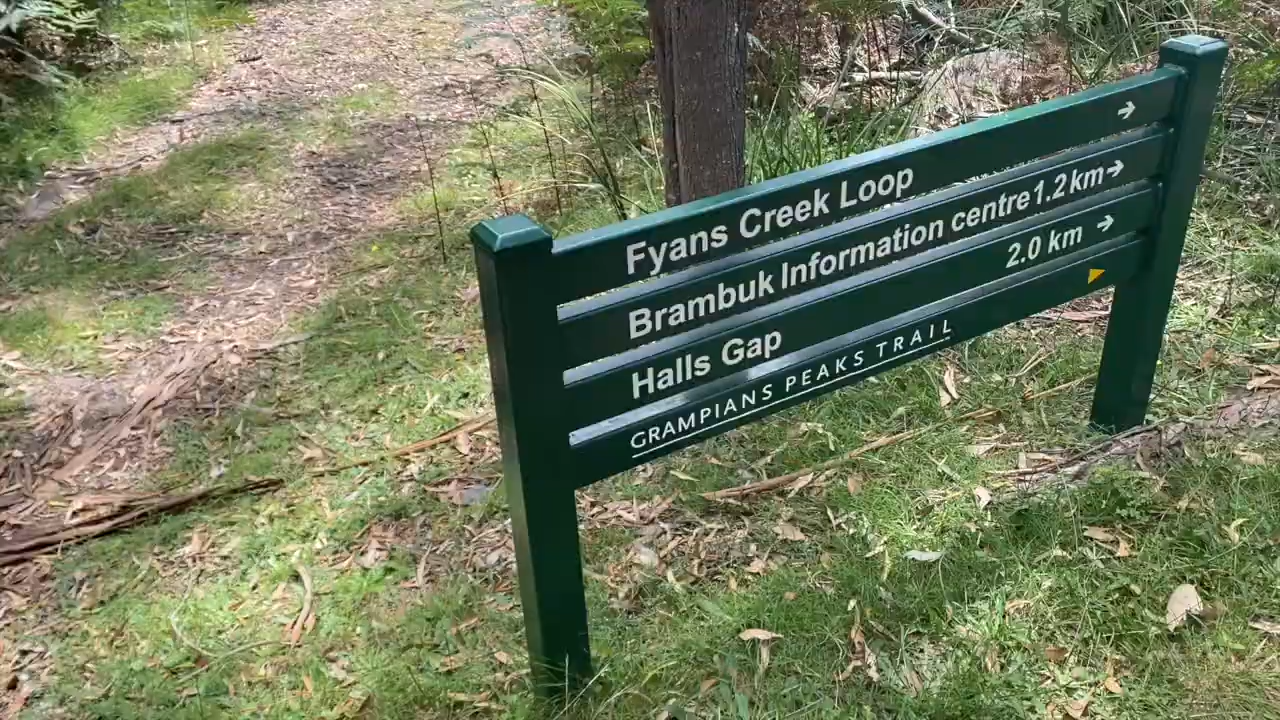 Fyans Creek Loop →
Brambuk Information centre 1.2 km →
Halls Gap 2.0 km →
GRAMPIANS PEAKS TRAIL